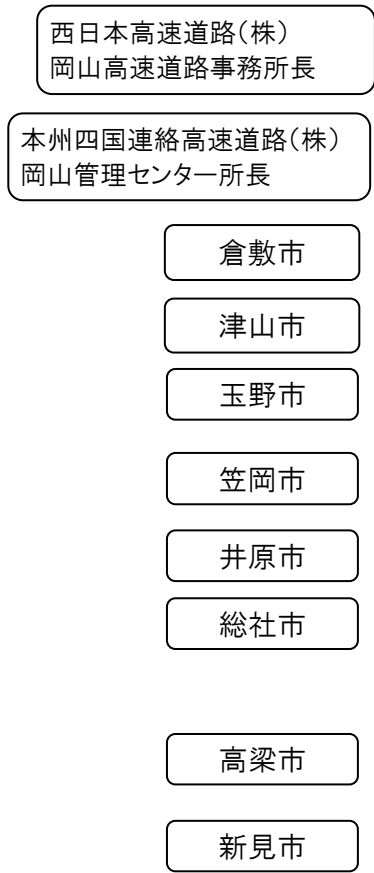 西日本高速道路(株)
岡山高速道路事務所長
本州四国連絡高速道路(株)
岡山管理センター所長
倉敷市
津山市
玉野市
笠岡市
井原市
総社市
高梁市
新見市